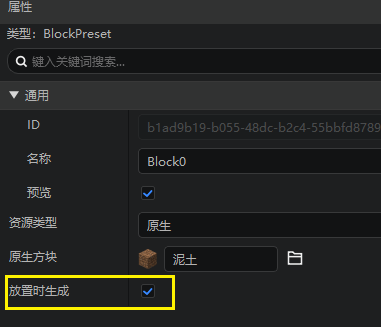 属性
类型：BlockPreset
键入关键词搜索...
通用
ID b1ad9b19-b055-48dc-b2c4-55bbfd8789
名称 Block0
预览
资源类型 原生
原生方块 泥土
放置时生成